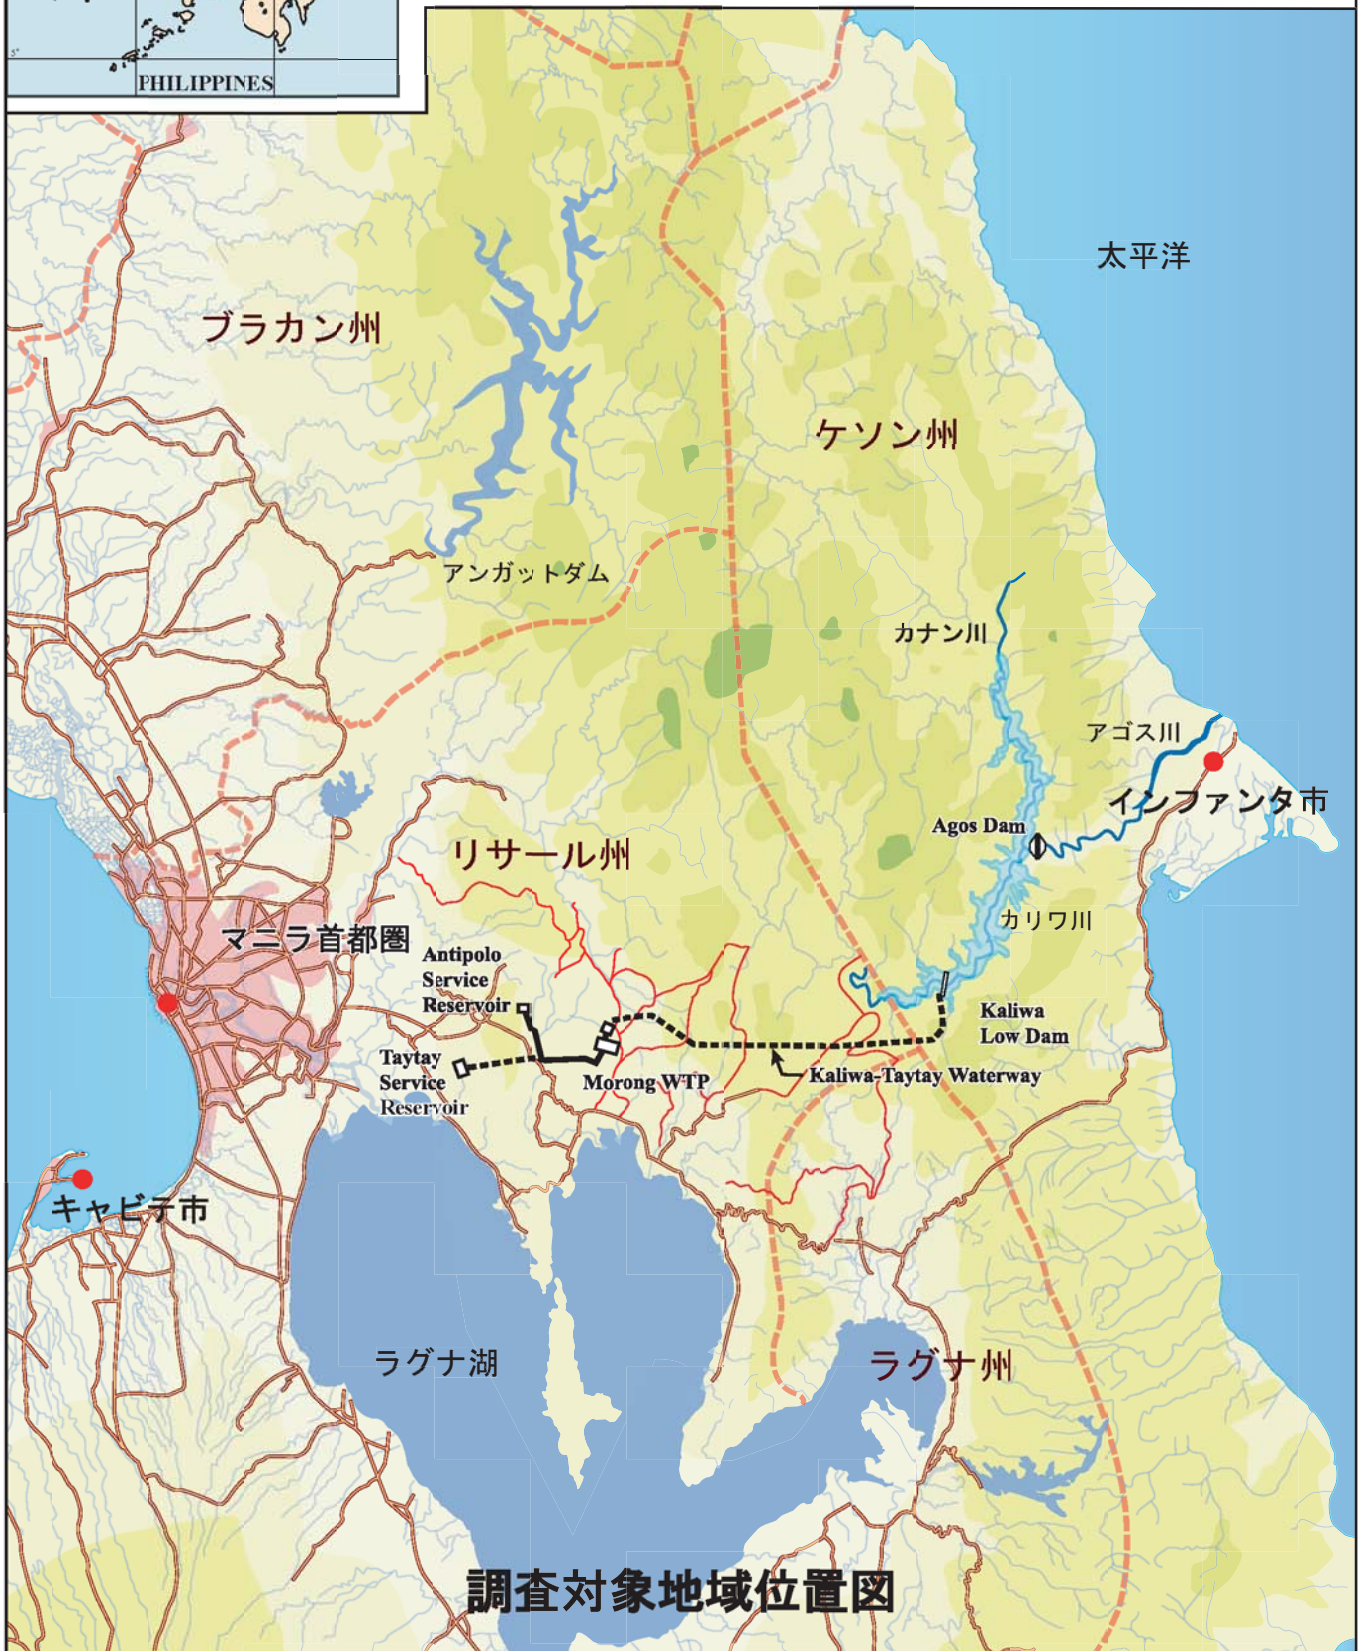 5°
PHILIPPINES
太平洋
ブラカン州
ケソン州
アンガットダム
カナン川
アゴス川
インファンタ市
Agos Dam
リサール州
カリワ川
マニラ首都圏
Antipolo
Service
Reservoir
Kaliwa
Low Dam
Taytay
Service
Reservoir
Morong WTP
Kaliwa-Taytay Waterway
キャビ子市
ラグナ湖
ラグナ州
調査対象地域位置図